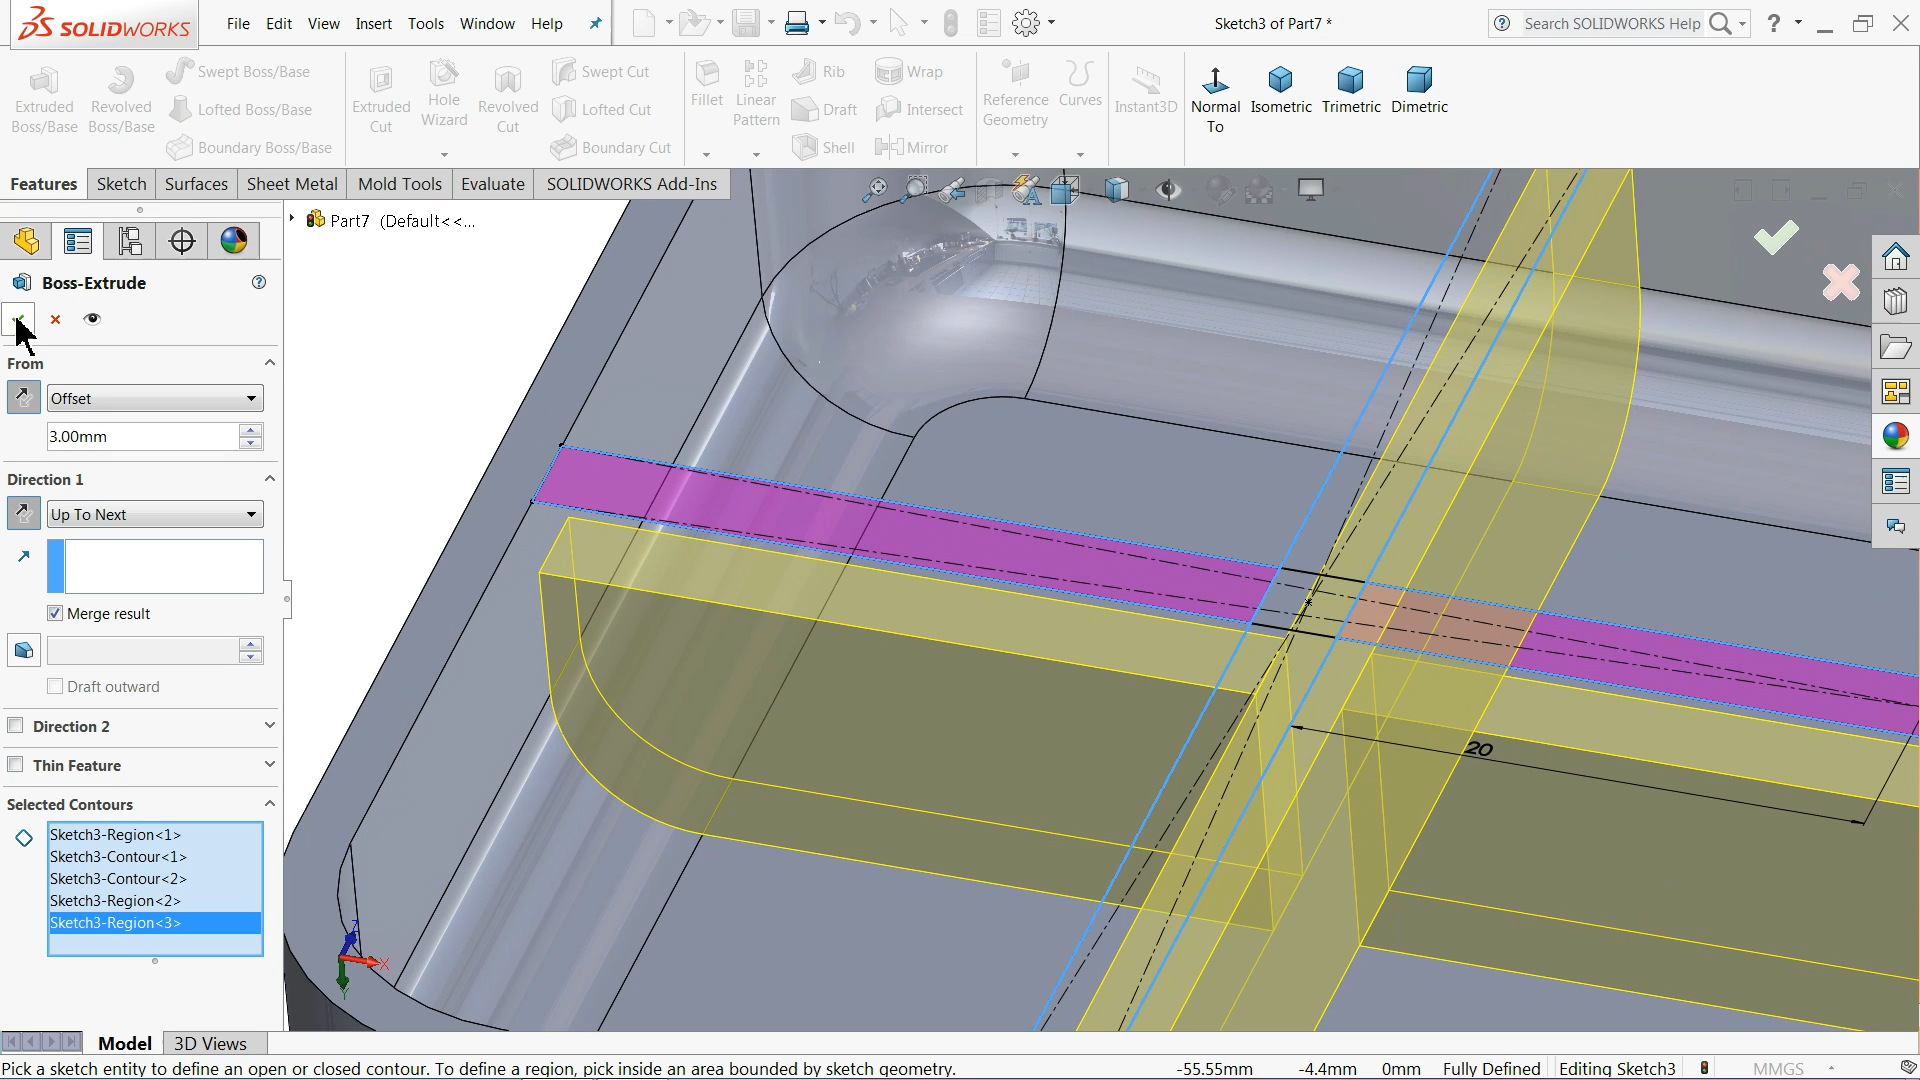 SOLIDWORKS
File Edit View Insert Tools Window Help
Sketch3 of Part7 *
Search SOLIDWORKS Help
Extruded Boss/Base
Revolved Boss/Base
Swept Boss/Base
Lofted Boss/Base
Boundary Boss/Base
Extruded Cut
Hole Wizard
Revolved Cut
Swept Cut
Lofted Cut
Boundary Cut
Fillet
Linear Pattern
Rib
Draft
Shell
Wrap
Intersect
Mirror
Reference Geometry
Curves
Instant3D
Normal To
Isometric
Trimetric
Dimetric
Features Sketch Surfaces Sheet Metal Mold Tools Evaluate SOLIDWORKS Add-Ins
Part7 (Default<<...
Boss-Extrude
From
Offset
3.00mm
Direction 1
Up To Next
Merge result
Draft outward
Direction 2
Thin Feature
Selected Contours
Sketch3-Region<1>
Sketch3-Contour<1>
Sketch3-Contour<2>
Sketch3-Region<2>
Sketch3-Region<3>
20
Z
X
Y
Model 3D Views
Pick a sketch entity to define an open or closed contour. To define a region, pick inside an area bounded by sketch geometry.
-55.55mm -4.4mm 0mm Fully Defined Editing Sketch3 MMGS